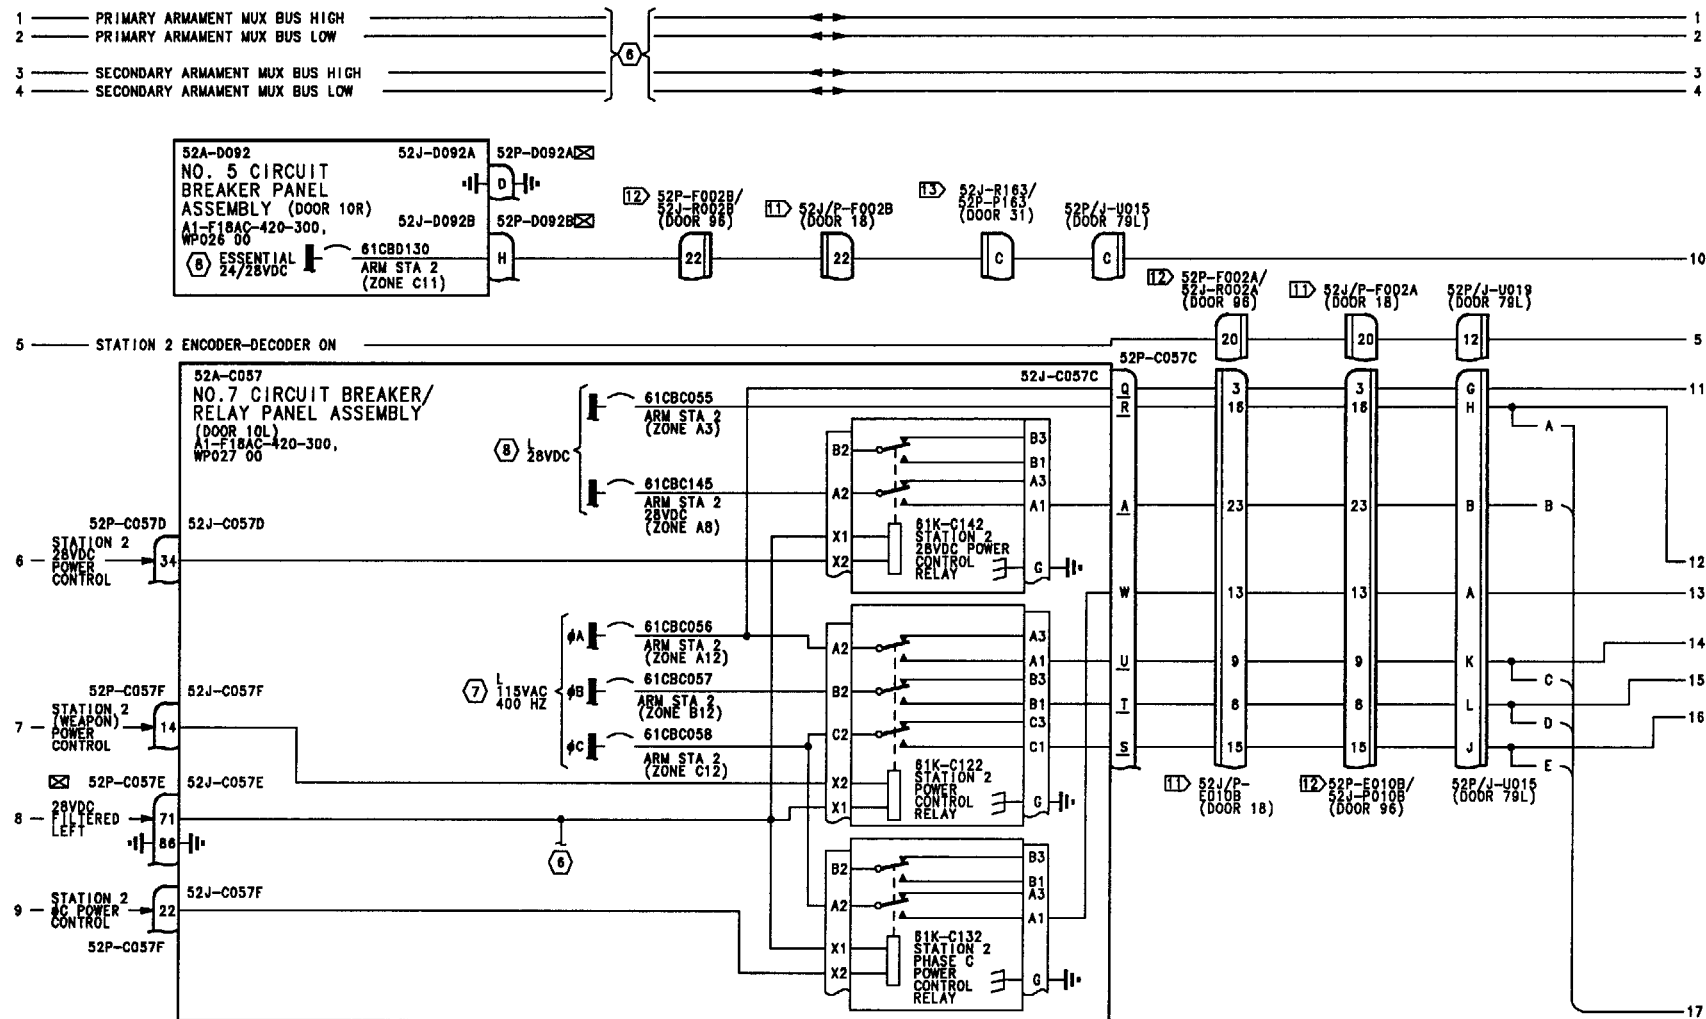 1 PRIMARY ARMAMENT MUX BUS HIGH 1
2 PRIMARY ARMAMENT MUX BUS LOW 2
6
3 SECONDARY ARMAMENT MUX BUS HIGH 3
4 SECONDARY ARMAMENT MUX BUS LOW 4
52A-D092 52J-D092A 52P-D092A
NO. 5 CIRCUIT
BREAKER PANEL
ASSEMBLY (DOOR 10R)
A1-F18AC-420-300,
WP026 00
D
52J-D092B 52P-D092B
8 ESSENTIAL
24/28VDC
61CBD130
ARM STA 2
(ZONE C11)
H
12 52P-F002B/
52J-R002B
(DOOR 96)
22
11 52J/P-F002B
(DOOR 18)
22
13 52J-R163/
52P-P163
(DOOR 31)
C
52P/J-U015
(DOOR 79L)
C
10
12 52P-F002A/
52J-R002A
(DOOR 96)
11 52J/P-F002A
(DOOR 18)
52P/J-U019
(DOOR 79L)
5 STATION 2 ENCODER-DECODER ON 20 20 12 5
52P-C057C
52A-C057 52J-C057C
NO.7 CIRCUIT BREAKER/
RELAY PANEL ASSEMBLY
(DOOR 10L)
A1-F18AC-420-300,
WP027 00
8 L
28VDC
61CBC055
ARM STA 2
(ZONE A3)
61CBC145
ARM STA 2
28VDC
(ZONE A8)
Q 3 3 G 11
R 16 16 H
A
B2 B3
B1
A2 A3
A1 A 23 23 B B
X1
X2
61K-C142
STATION 2
28VDC POWER
CONTROL
RELAY
G
12
52P-C057D 52J-C057D
6 STATION 2
28VDC
POWER
CONTROL
34
W 13 13 A 13
7 L
115VAC
400 HZ
øA 61CBC056
ARM STA 2
(ZONE A12)
øB 61CBC057
ARM STA 2
(ZONE B12)
øC 61CBC058
ARM STA 2
(ZONE C12)
A2 A3
A1 U 9 9 K 14
C
B2 B3
B1 T 8 8 L 15
D
C2 C3
C1 S 15 15 J 16
E
X2
X1
61K-C122
STATION 2
POWER
CONTROL
RELAY
G
52P-C057F 52J-C057F
7 STATION 2
(WEAPON)
POWER
CONTROL
14
52P-C057E 52J-C057E
8 28VDC
FILTERED
LEFT
71
86
6
11 52J/P-
E010B
(DOOR 18)
12 52P-E010B/
52J-P010B
(DOOR 96)
52P/J-U015
(DOOR 79L)
B2 B3
B1
A2 A3
A1
X1
X2
61K-C132
STATION 2
PHASE C
POWER
CONTROL
RELAY
G
52J-C057F
9 STATION 2
øC POWER
CONTROL
22
52P-C057F
17